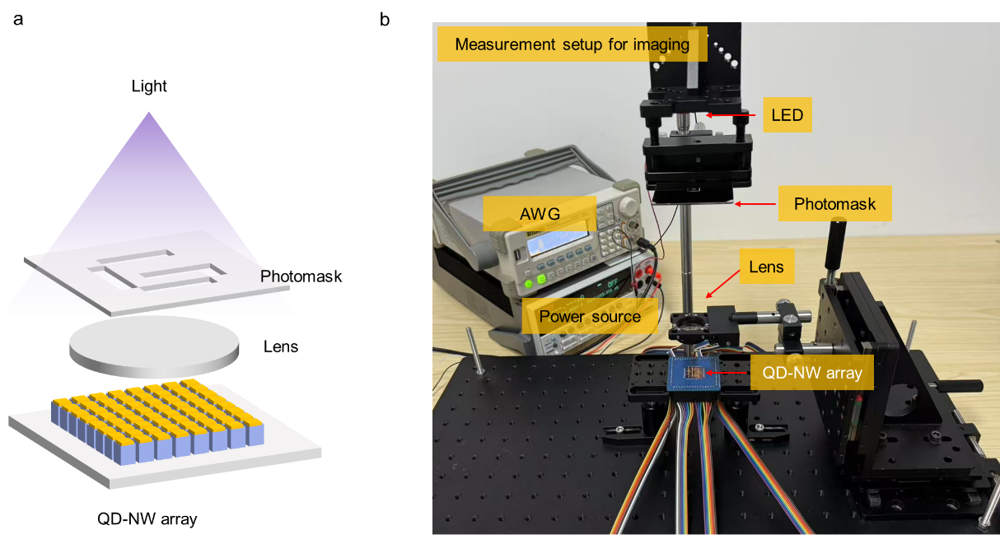 a
Light
Photomask
Lens
QD-NW array
b
Measurement setup for imaging
LED
Photomask
AWG
Lens
Power source
QD-NW array
OFF